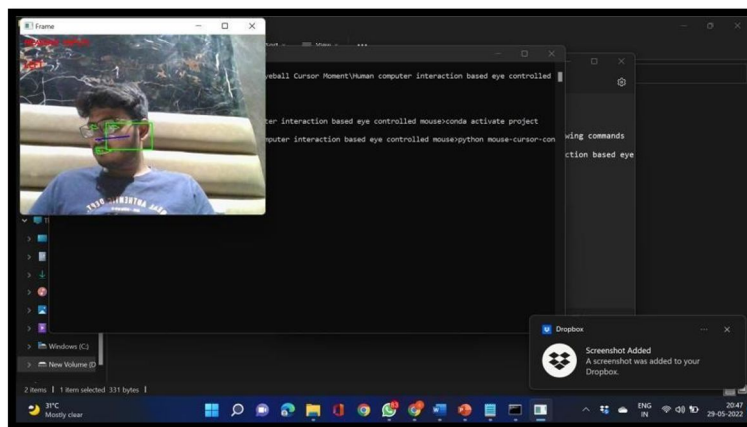 Frame
yeball Cursor Moment\Human computer interaction based eye controlled
ter interaction based eye controlled mouse>conda activate project
mputer interaction based eye controlled mouse>python mouse-cursor-con
wing commands
ction based eye
Windows (C:)
New Volume (D
2 items
1 item selected 331 bytes
Dropbox
Screenshot Added
A screenshot was added to your
Dropbox.
31°C
Mostly clear
ENG
IN
20:47
29-05-2022